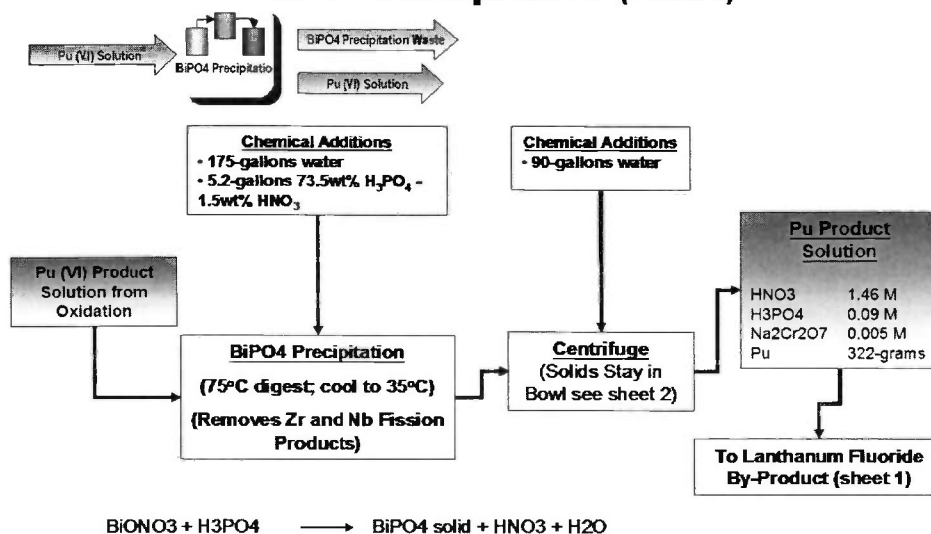 Pu (VI) Solution
BiPO4 Precipitatio
BiPO4 Precipitation Waste
Pu (VI) Solution
Chemical Additions
- 175-gallons water
- 5.2-gallons 73.5wt% H₃PO₄ -
1.5wt% HNO₃
Chemical Additions
- 90-gallons water
Pu (VI) Product
Solution from
Oxidation
BiPO4 Precipitation
(75ºC digest; cool to 35ºC)
(Removes Zr and Nb Fission
Products)
Centrifuge
(Solids Stay in
Bowl see sheet 2)
Pu Product
Solution
HNO3 1.46 M
H3PO4 0.09 M
Na2Cr2O7 0.005 M
Pu 322-grams
To Lanthanum Fluoride
By-Product (sheet 1)
BiONO3 + H3PO4 → BiPO4 solid + HNO3 + H2O